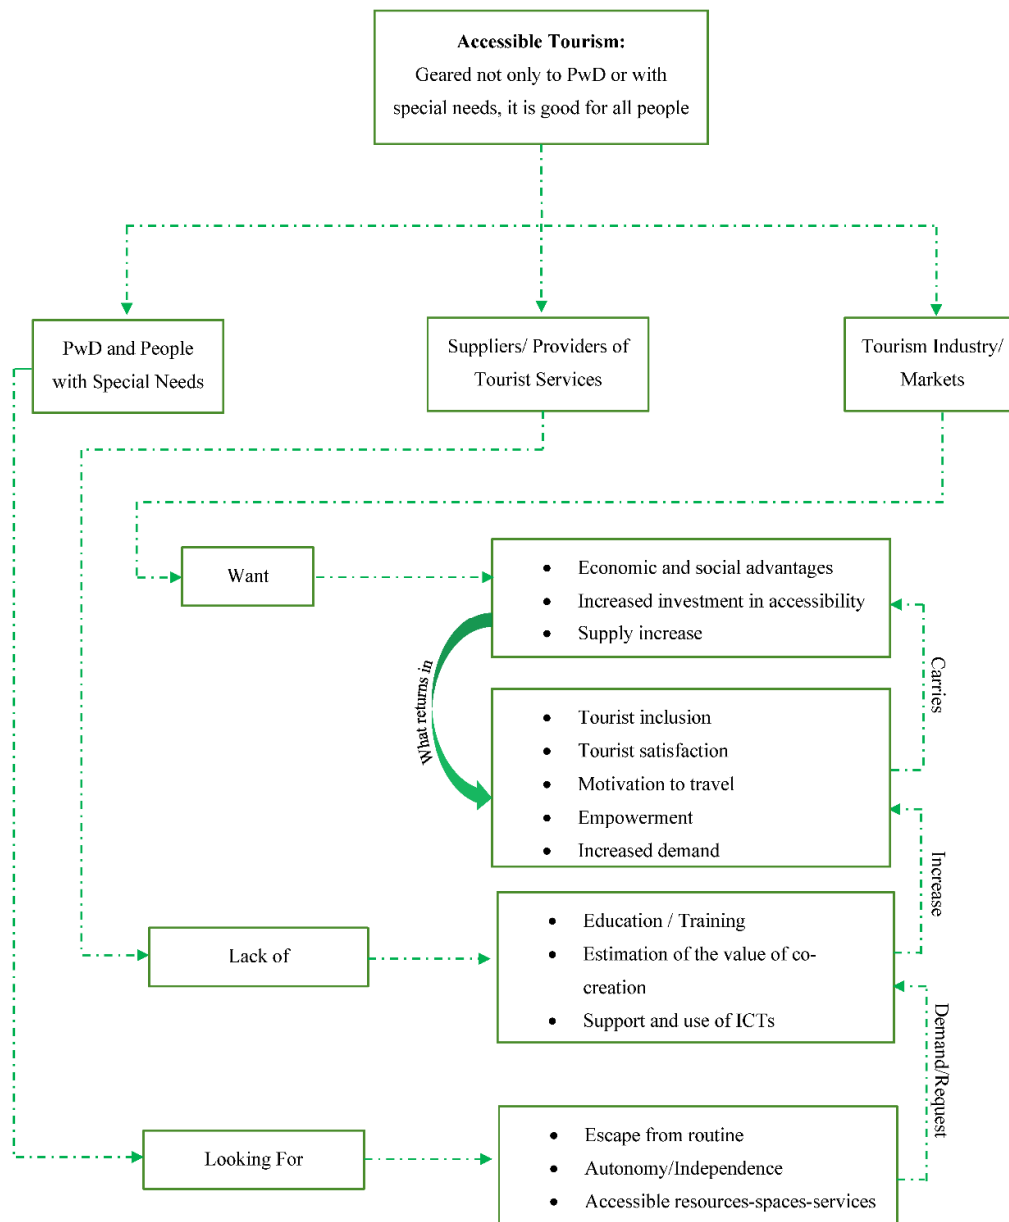 Accessible Tourism:
Geared not only to PwD or with
special needs, it is good for all people
PwD and People
with Special Needs
Suppliers/ Providers of
Tourist Services
Tourism Industry/
Markets
Want
• Economic and social advantages
• Increased investment in accessibility
• Supply increase
What returns in
Carries
• Tourist inclusion
• Tourist satisfaction
• Motivation to travel
• Empowerment
• Increased demand
Increase
Lack of
• Education / Training
• Estimation of the value of co-
creation
• Support and use of ICTs
Demand/Request
Looking For
• Escape from routine
• Autonomy/Independence
• Accessible resources-spaces-services